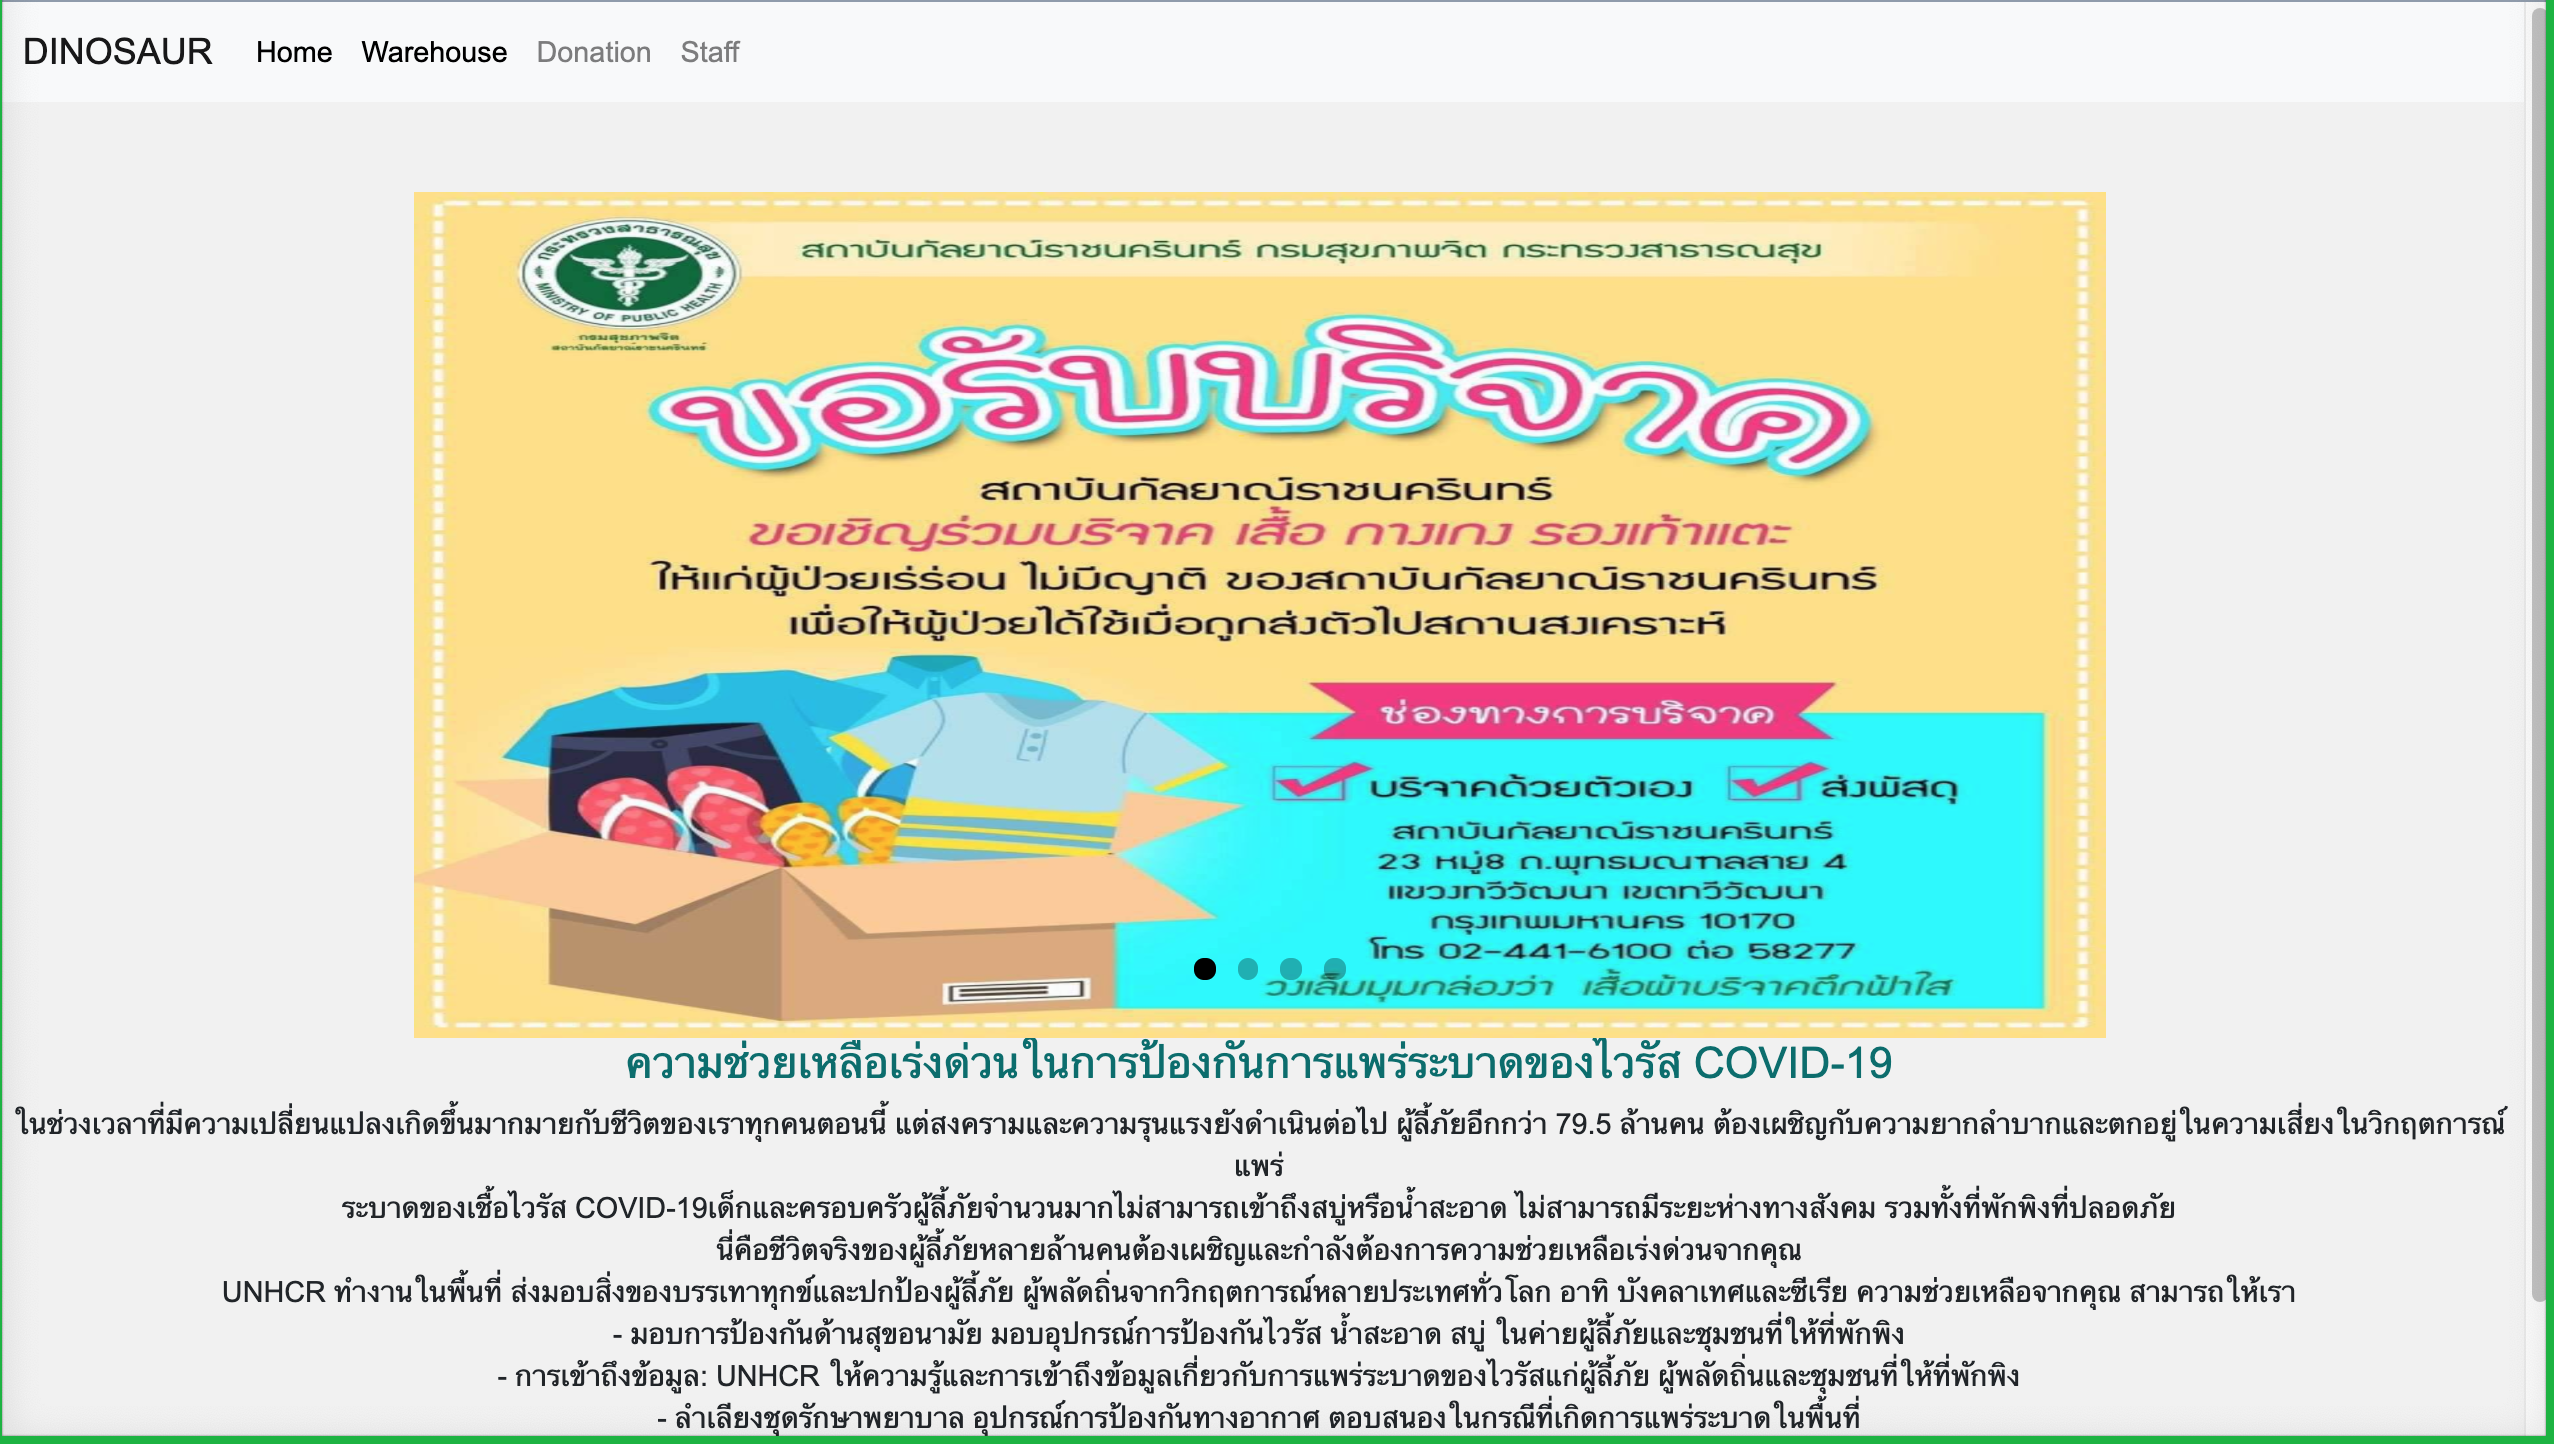 DINOSAUR Home Warehouse Donation Staff
กระทรวงสาธารณสุข
MINISTRY OF PUBLIC HEALTH
กรมสุขภาพจิต
สถาบันกัลยาณ์ราชนครินทร์
สถาบันกัลยาณ์ราชนครินทร์ กรมสุขภาพจิต กระทรวงสาธารณสุข
ขอรับบริจาค
สถาบันกัลยาณ์ราชนครินทร์
ขอเชิญร่วมบริจาค เสื้อ กางเกง รองเท้าแตะ
ให้แก่ผู้ป่วยเร่ร่อน ไม่มีญาติ ของสถาบันกัลยาณ์ราชนครินทร์
เพื่อให้ผู้ป่วยได้ใช้เมื่อถูกส่งตัวไปสถานสงเคราะห์
ช่องทางการบริจาค
บริจาคด้วยตัวเอง ส่งพัสดุ
สถาบันกัลยาณ์ราชนครินทร์
23 หมู่8 ถ.พุทธมณฑลสาย 4
แขวงทวีวัฒนา เขตทวีวัฒนา
กรุงเทพมหานคร 10170
โทร 02-441-6100 ต่อ 58277
วงเล็บมุมกล่องว่า เสื้อผ้าบริจาคตึกฟ้าใส
ความช่วยเหลือเร่งด่วนในการป้องกันการแพร่ระบาดของไวรัส COVID-19
ในช่วงเวลาที่มีความเปลี่ยนแปลงเกิดขึ้นมากมายกับชีวิตของเราทุกคนตอนนี้ แต่สงครามและความรุนแรงยังดำเนินต่อไป ผู้ลี้ภัยอีกกว่า 79.5 ล้านคน ต้องเผชิญกับความยากลำบากและตกอยู่ในความเสี่ยงในวิกฤตการณ์
แพร่
ระบาดของเชื้อไวรัส COVID-19เด็กและครอบครัวผู้ลี้ภัยจำนวนมากไม่สามารถเข้าถึงสบู่หรือน้ำสะอาด ไม่สามารถมีระยะห่างทางสังคม รวมทั้งที่พักพิงที่ปลอดภัย
นี่คือชีวิตจริงของผู้ลี้ภัยหลายล้านคนต้องเผชิญและกำลังต้องการความช่วยเหลือเร่งด่วนจากคุณ
UNHCR ทำงานในพื้นที่ ส่งมอบสิ่งของบรรเทาทุกข์และปกป้องผู้ลี้ภัย ผู้พลัดถิ่นจากวิกฤตการณ์หลายประเทศทั่วโลก อาทิ บังคลาเทศและซีเรีย ความช่วยเหลือจากคุณ สามารถให้เรา
- มอบการป้องกันด้านสุขอนามัย มอบอุปกรณ์การป้องกันไวรัส น้ำสะอาด สบู่ ในค่ายผู้ลี้ภัยและชุมชนที่ให้ที่พักพิง
- การเข้าถึงข้อมูล: UNHCR ให้ความรู้และการเข้าถึงข้อมูลเกี่ยวกับการแพร่ระบาดของไวรัสแก่ผู้ลี้ภัย ผู้พลัดถิ่นและชุมชนที่ให้ที่พักพิง
- ลำเลียงชุดรักษาพยาบาล อุปกรณ์การป้องกันทางอากาศ ตอบสนองในกรณีที่เกิดการแพร่ระบาดในพื้นที่